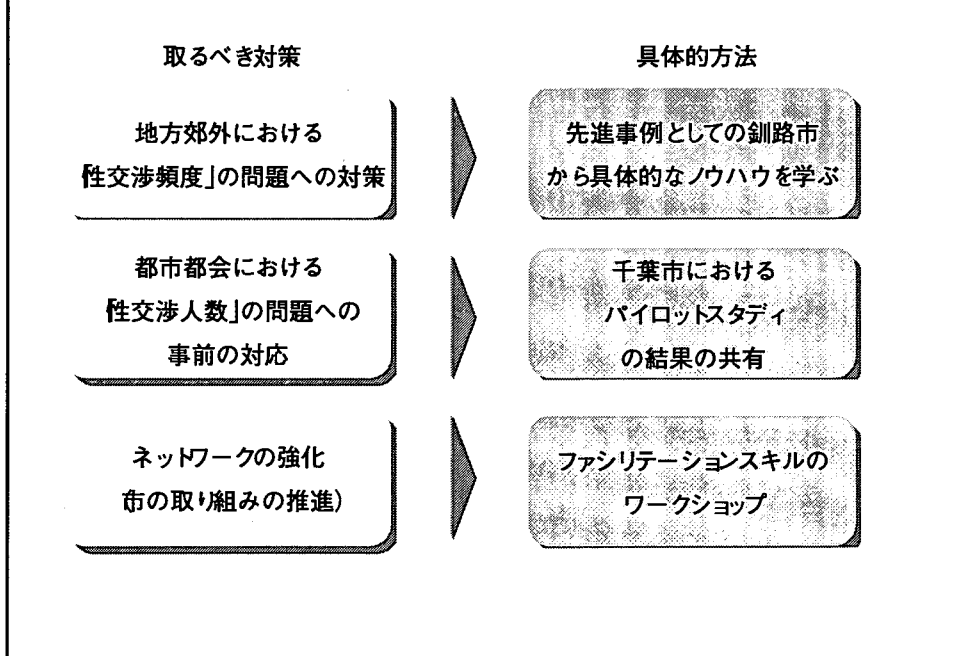 取るべき対策
具体的方法
地方郊外における
「性交渉頻度」の問題への対策
先進事例としての釧路市
から具体的なノウハウを学ぶ
都市都会における
「性交渉人数」の問題への
事前の対応
千葉市における
パイロットスタディ
の結果の共有
ネットワークの強化
(市の取り組みの推進)
ファシリテーションスキルの
ワークショップ